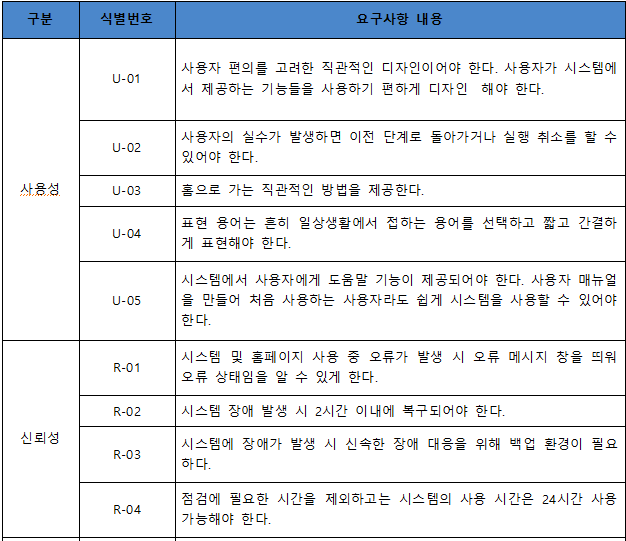 구분 식별번호 요구사항 내용
사용성
U-01
사용자 편의를 고려한 직관적인 디자인이어야 한다. 사용자가 시스템에
서 제공하는 기능들을 사용하기 편하게 디자인 해야 한다.
U-02
사용자의 실수가 발생하면 이전 단계로 돌아가거나 실행 취소를 할 수
있어야 한다.
U-03
홈으로 가는 직관적인 방법을 제공한다.
U-04
표현 용어는 흔히 일상생활에서 접하는 용어를 선택하고 짧고 간결하
게 표현해야 한다.
U-05
시스템에서 사용자에게 도움말 기능이 제공되어야 한다. 사용자 매뉴얼
을 만들어 처음 사용하는 사용자라도 쉽게 시스템을 사용할 수 있어야
한다.
신뢰성
R-01
시스템 및 홈페이지 사용 중 오류가 발생 시 오류 메시지 창을 띄워
오류 상태임을 알 수 있게 한다.
R-02
시스템 장애 발생 시 2시간 이내에 복구되어야 한다.
R-03
시스템에 장애가 발생 시 신속한 장애 대응을 위해 백업 환경이 필요
하다.
R-04
점검에 필요한 시간을 제외하고는 시스템의 사용 시간은 24시간 사용
가능해야 한다.